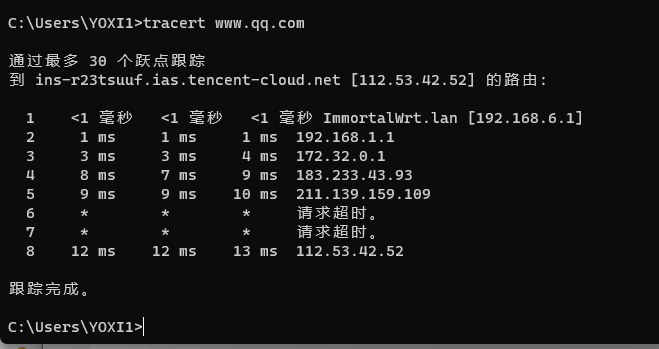 C:\Users\YOXI1>tracert www.qq.com
通过最多 30 个跃点跟踪
到 ins-r23tsuuf.ias.tencent-cloud.net [112.53.42.52] 的路由:
1 <1 毫秒 <1 毫秒 <1 毫秒 ImmortalWrt.lan [192.168.6.1]
2 1 ms 1 ms 1 ms 192.168.1.1
3 3 ms 3 ms 4 ms 172.32.0.1
4 8 ms 7 ms 9 ms 183.233.43.93
5 9 ms 9 ms 10 ms 211.139.159.109
6 * * * 请求超时。
7 * * * 请求超时。
8 12 ms 12 ms 13 ms 112.53.42.52
跟踪完成。
C:\Users\YOXI1>